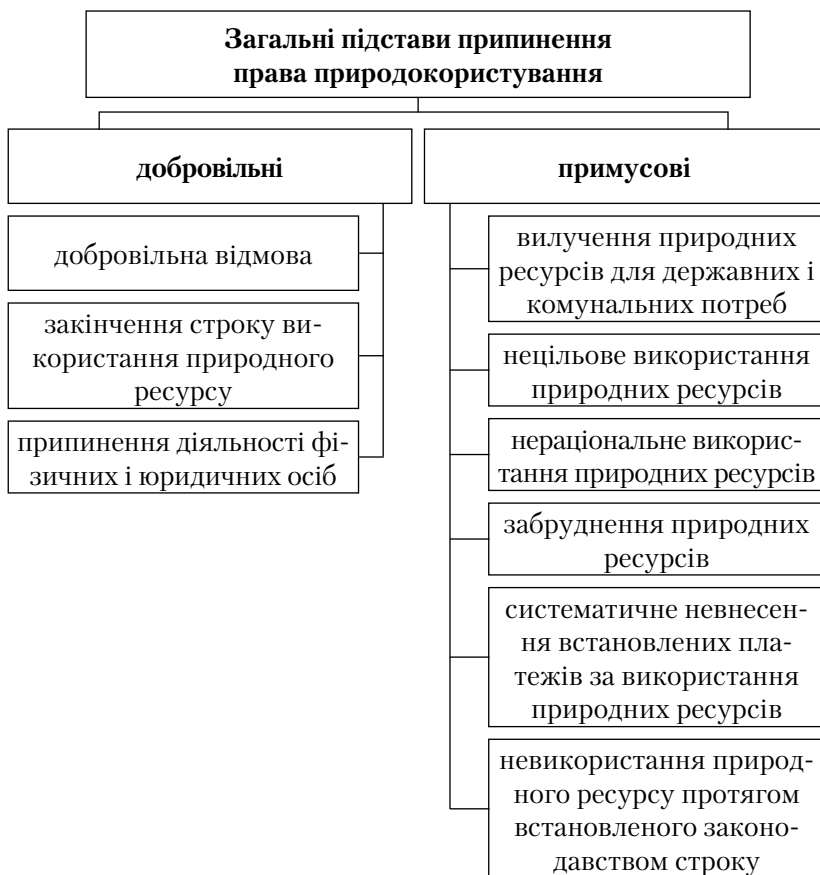 Загальні підстави припинення
права природокористування
добровільні
добровільна відмова
закінчення строку ви-
користання природного
ресурсу
припинення діяльності фі-
зичних і юридичних осіб
примусові
вилучення природних
ресурсів для державних і
комунальних потреб
нецільове використання
природних ресурсів
нераціональне викорис-
тання природних ресурсів
забруднення природних
ресурсів
систематичне невнесен-
ня встановлених пла-
тежів за використання
природних ресурсів
невикористання природ-
ного ресурсу протягом
встановленого законо-
давством строку